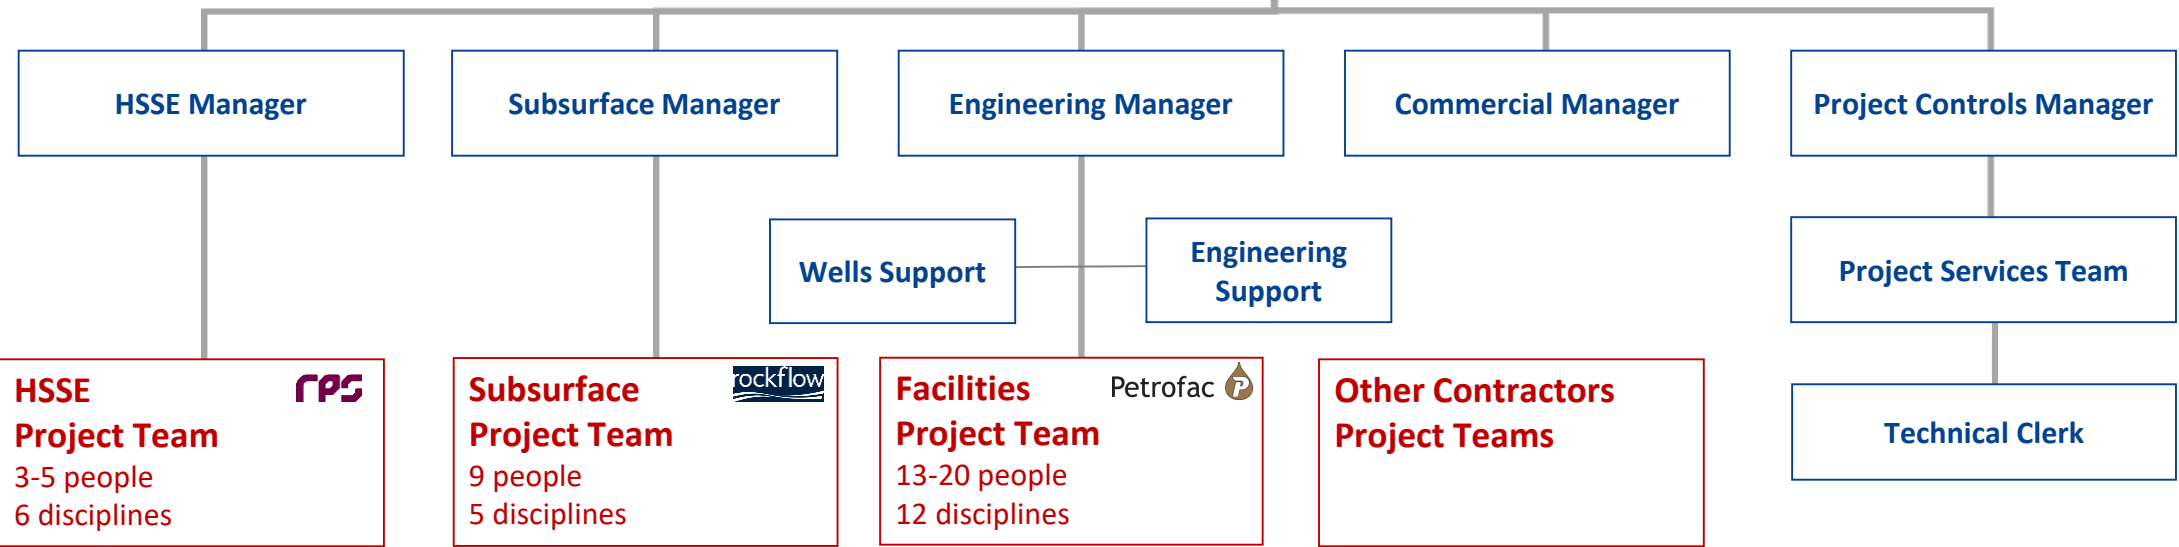 HSSE Manager
Subsurface Manager
Engineering Manager
Commercial Manager
Project Controls Manager
Wells Support
Engineering
Support
Project Services Team
HSSE
Project Team
3-5 people
6 disciplines
rps
Subsurface
Project Team
9 people
5 disciplines
rockflow
Facilities
Project Team
13-20 people
12 disciplines
Petrofac
P
Other Contractors
Project Teams
Technical Clerk